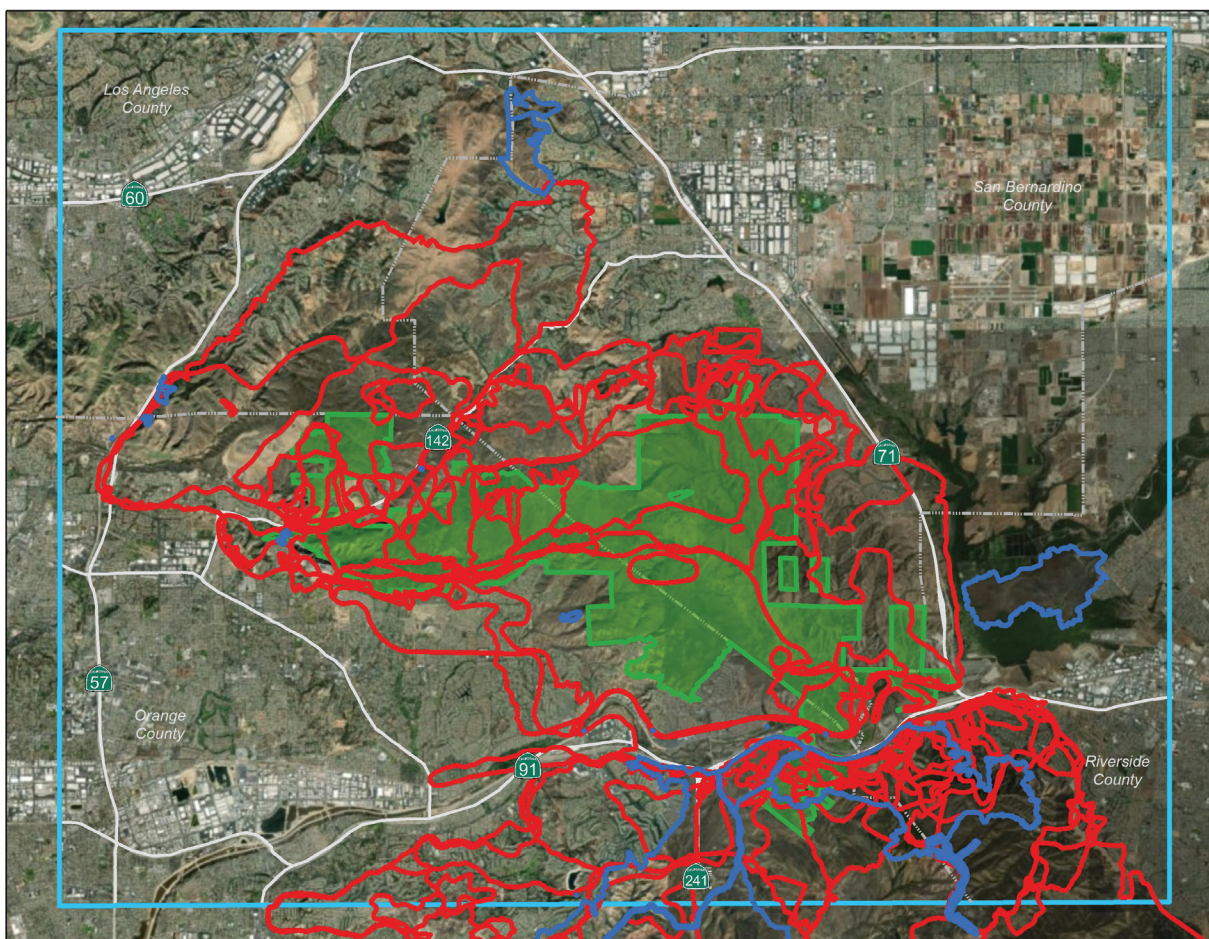 Los Angeles
County
60
San Bernardino
County
142
71
57
Orange
County
91
Riverside
County
241